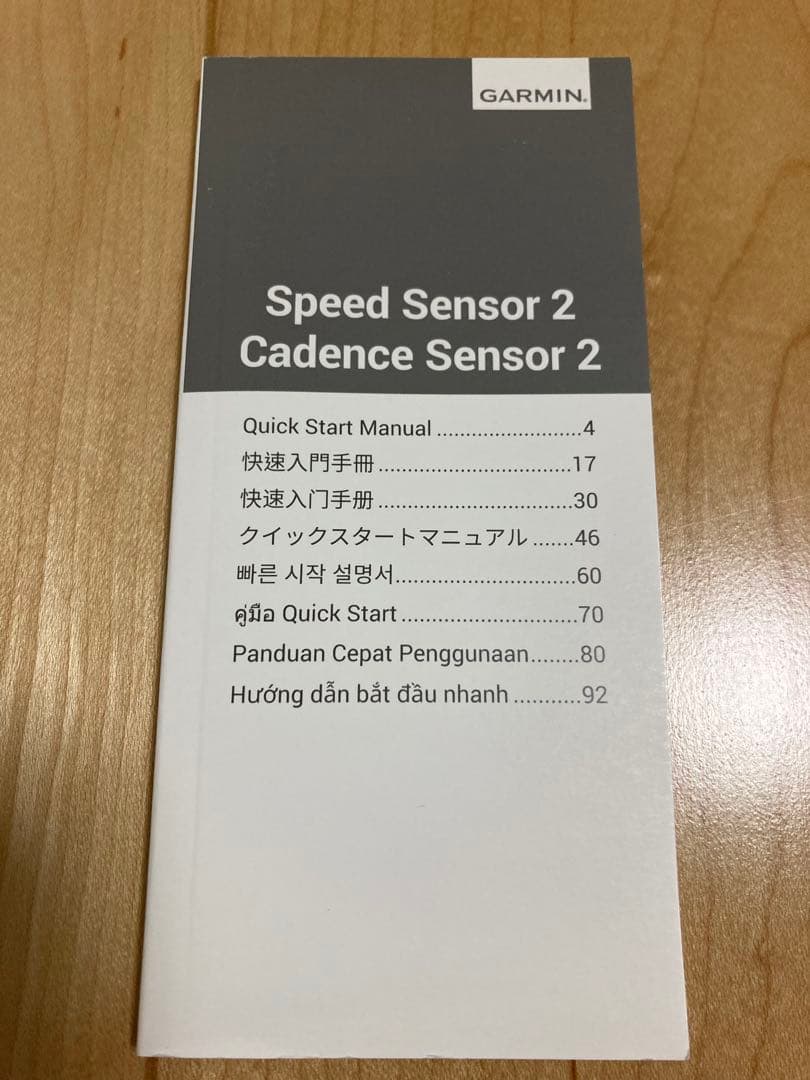 GARMIN.
Speed Sensor 2
Cadence Sensor 2
Quick Start Manual .........................4
快速入門手冊..................................17
快速入门手册..................................30
クイックスタートマニュアル .......46
빠른 시작 설명서................................60
คู่มือ Quick Start...............................70
Panduan Cepat Penggunaan........80
Hướng dẫn bắt đầu nhanh ...........92